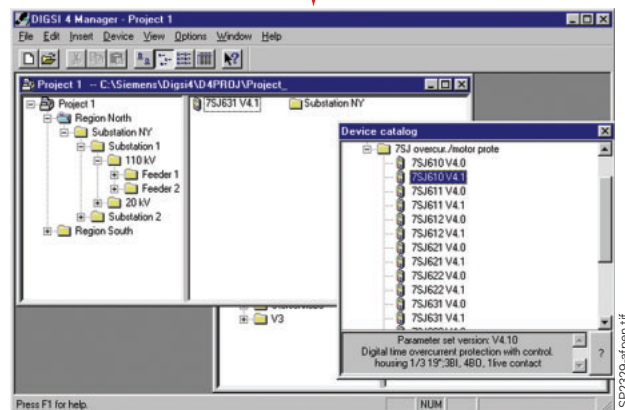 DIGSI 4 Manager - Project 1
File Edit Insert Device View Options Window Help
Project 1 -- C:\Siemens\Digsi4\D4PROJ\Project_
Project 1
Region North
Substation NY
Substation 1
110 kV
Feeder 1
Feeder 2
20 kV
Substation 2
Region South
7SJ631 V4.1
Substation NY
Device catalog
7SJ overcur./motor prote
7SJ610 V4.0
7SJ610 V4.1
7SJ611 V4.0
7SJ611 V4.1
7SJ612 V4.0
7SJ612 V4.1
7SJ621 V4.0
7SJ621 V4.1
7SJ622 V4.0
7SJ622 V4.1
7SJ631 V4.0
7SJ631 V4.1
V3
Parameter set version: V4.10
Digital time overcurrent protection with control.
housing 1/3 19";3BI, 4BO, 1live contact
?
Press F1 for help.
NUM
SP2329-afpen.tif